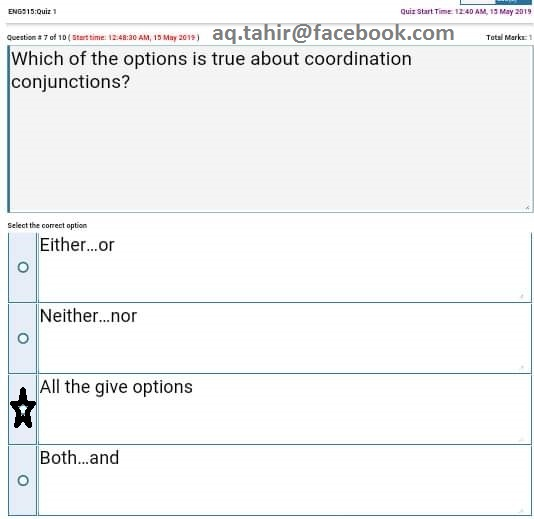 ENG515:Quiz 1
Quiz Start Time: 12:40 AM, 15 May 2019
Question # 7 of 10 ( Start time: 12:48:30 AM, 15 May 2019 )
aq.tahir@facebook.com
Total Marks: 1
Which of the options is true about coordination
conjunctions?
Select the correct option
Either...or
Neither...nor
All the give options
Both...and